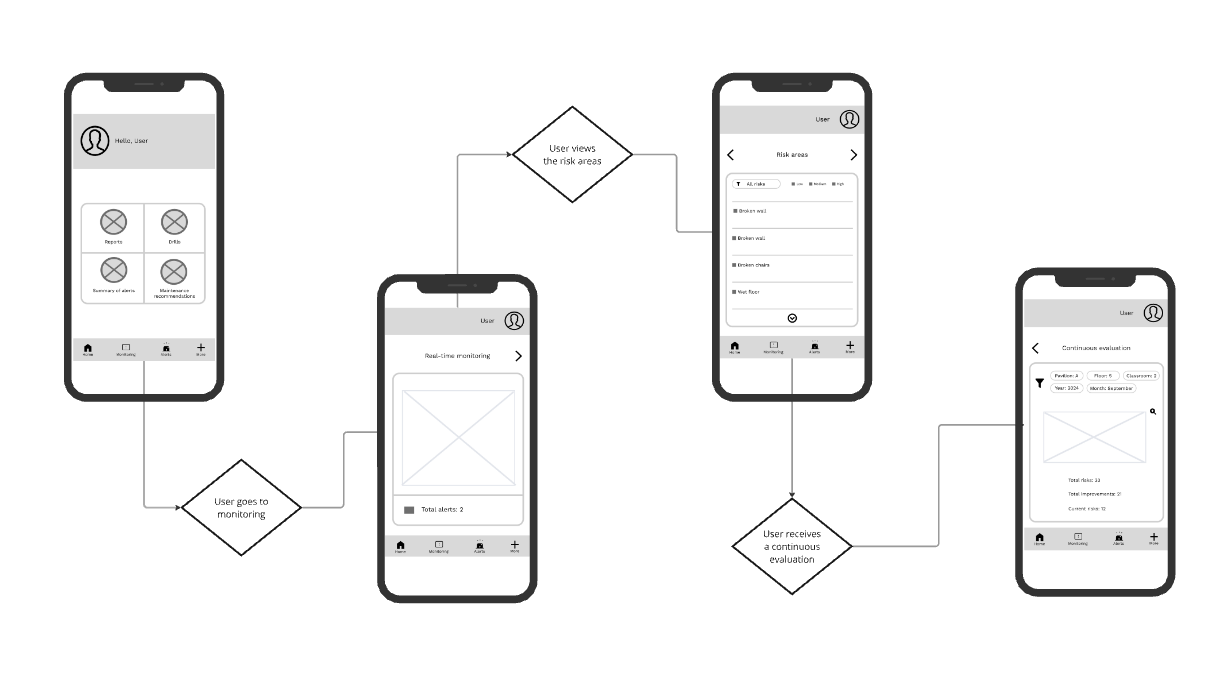 Hello, User
Reports
Drills
Summary of alerts
Maintenance
recommendations
Home
Monitoring
Alerts
More
User goes to
monitoring
User
Real-time monitoring
Total alerts: 2
Home
Monitoring
Alerts
More
User views
the risk areas
User
Risk areas
All risks
Low
Medium
High
Broken wall
Broken wall
Broken chairs
Wet floor
Home
Monitoring
Alerts
More
User receives
a continuous
evaluation
User
Continuous evaluation
Pavilion: A
Floor: 5
Classroom: 2
Year: 2024
Month: September
Total risks: 33
Total improvements: 21
Current risks: 12
Home
Monitoring
Alerts
More